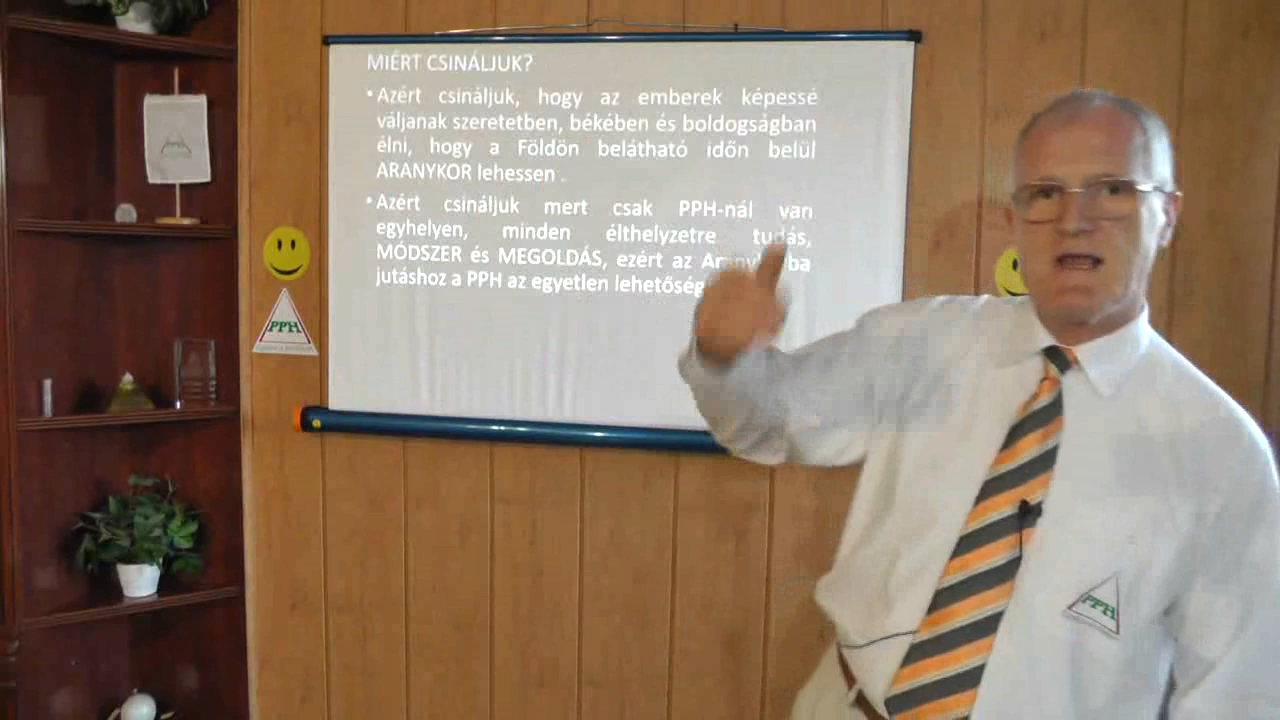 MIÉRT CSINÁLJUK?
• Azért csináljuk, hogy az emberek képessé
váljanak szeretetben, békében és boldogságban
élni, hogy a Földön belátható időn belül
ARANYKOR lehessen .
• Azért csináljuk mert csak PPH-nál van
egyhelyen, minden élthelyzetre tudás,
MÓDSZER és MEGOLDÁS, ezért az
jutáshoz a PPH az egyetlen lehetőség
PPH
PPH
PPH